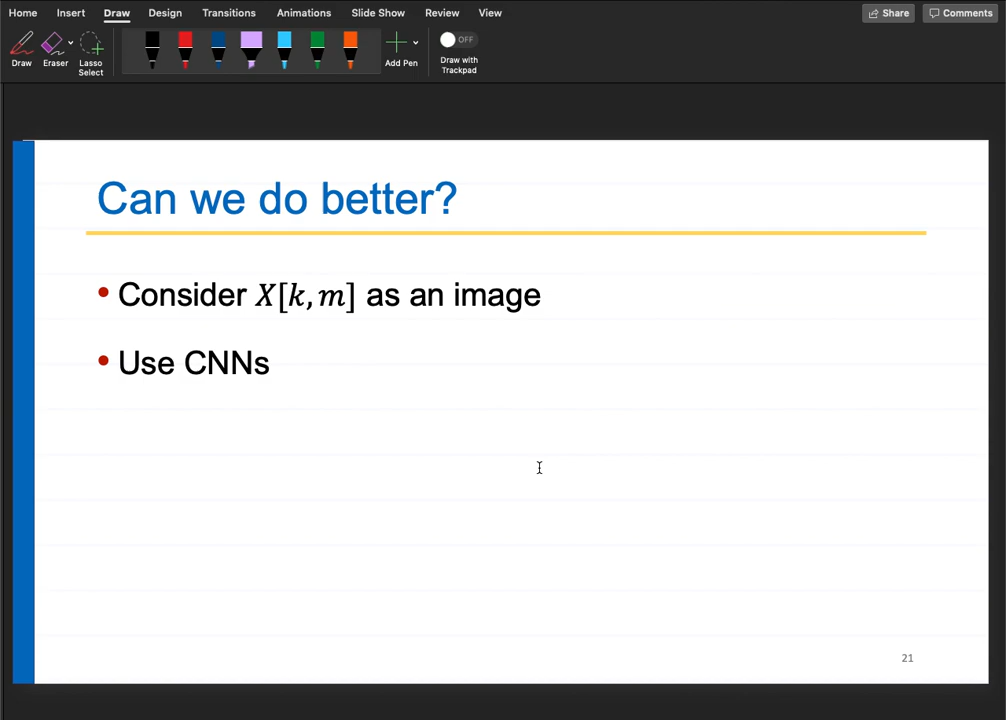 Home Insert Draw Design Transitions Animations Slide Show Review View Share Comments
Draw Eraser Lasso Select Add Pen OFF Draw with Trackpad
Can we do better?
• Consider X[k, m] as an image
• Use CNNs
21